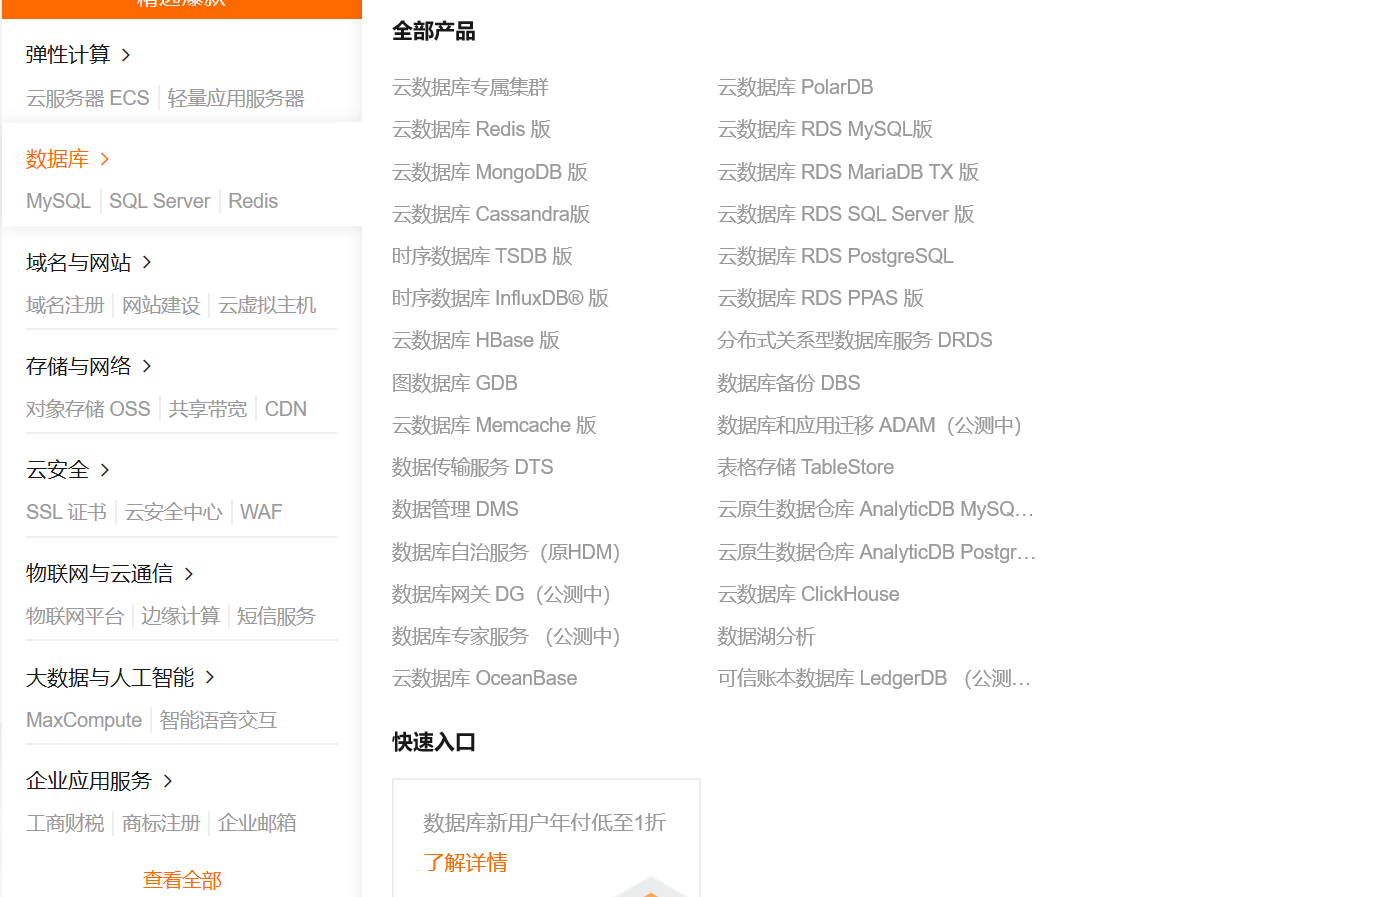 精选爆款
弹性计算
云服务器 ECS 轻量应用服务器
数据库
MySQL SQL Server Redis
域名与网站
域名注册 网站建设 云虚拟主机
存储与网络
对象存储 OSS 共享带宽 CDN
云安全
SSL 证书 云安全中心 WAF
物联网与云通信
物联网平台 边缘计算 短信服务
大数据与人工智能
MaxCompute 智能语音交互
企业应用服务
工商财税 商标注册 企业邮箱
查看全部
全部产品
云数据库专属集群
云数据库 Redis 版
云数据库 MongoDB 版
云数据库 Cassandra版
时序数据库 TSDB 版
时序数据库 InfluxDB® 版
云数据库 HBase 版
图数据库 GDB
云数据库 Memcache 版
数据传输服务 DTS
数据管理 DMS
数据库自治服务（原HDM）
数据库网关 DG（公测中）
数据库专家服务 （公测中）
云数据库 OceanBase
云数据库 PolarDB
云数据库 RDS MySQL版
云数据库 RDS MariaDB TX 版
云数据库 RDS SQL Server 版
云数据库 RDS PostgreSQL
云数据库 RDS PPAS 版
分布式关系型数据库服务 DRDS
数据库备份 DBS
数据库和应用迁移 ADAM（公测中）
表格存储 TableStore
云原生数据仓库 AnalyticDB MySQ...
云原生数据仓库 AnalyticDB Postgr...
云数据库 ClickHouse
数据湖分析
可信账本数据库 LedgerDB （公测...
快速入口
数据库新用户年付低至1折
了解详情